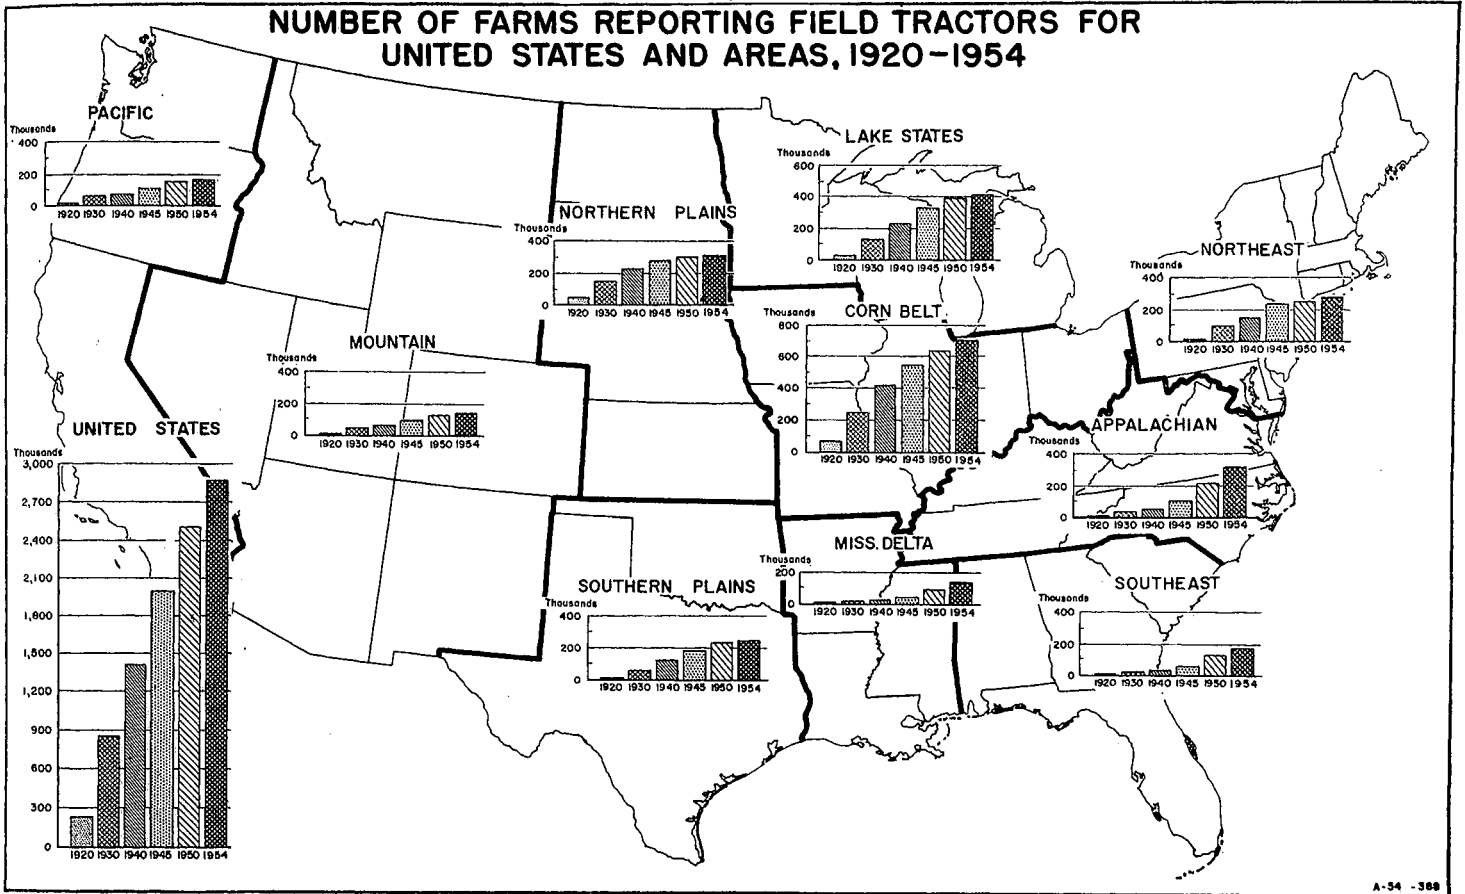 NUMBER OF FARMS REPORTING FIELD TRACTORS FOR
UNITED STATES AND AREAS, 1920-1954
PACIFIC
Thousands
400
200
0
1920 1930 1940 1945 1950 1954
LAKE STATES
Thousands
600
400
200
0
1920 1930 1940 1945 1950 1954
NORTHERN PLAINS
Thousands
400
200
0
1920 1930 1940 1945 1950 1954
NORTHEAST
Thousands
400
200
0
1920 1930 1940 1945 1950 1954
CORN BELT
Thousands
800
600
400
200
0
1920 1930 1940 1945 1950 1954
MOUNTAIN
Thousands
400
200
0
1920 1930 1940 1945 1950 1954
APPALACHIAN
Thousands
400
200
0
1920 1930 1940 1945 1950 1954
UNITED STATES
Thousands
3,000
2,700
2,400
2,100
1,800
1,500
1,200
900
600
300
0
1920 1930 1940 1945 1950 1954
MISS. DELTA
Thousands
200
0
1920 1930 1940 1945 1950 1954
SOUTHERN PLAINS
Thousands
400
200
0
1920 1930 1940 1945 1950 1954
SOUTHEAST
Thousands
400
200
0
1920 1930 1940 1945 1950 1954
A-54 -388